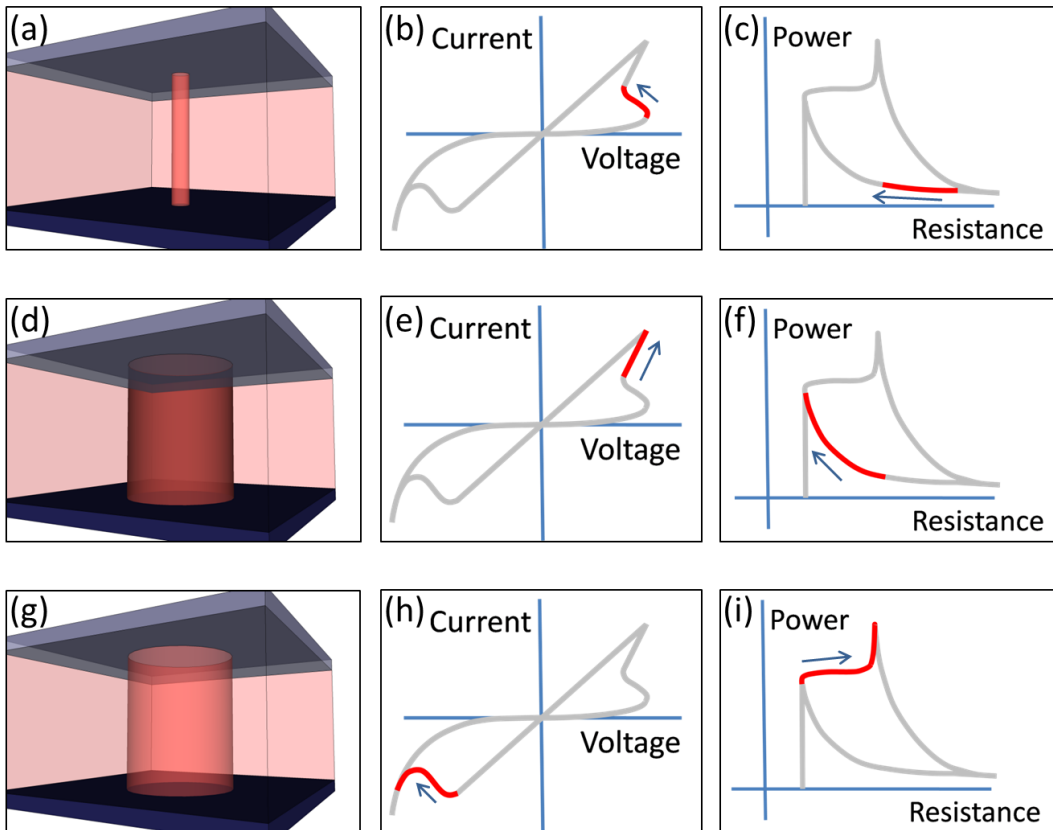 (a)
(b)
Current
Voltage
(c)
Power
Resistance
(d)
(e)
Current
Voltage
(f)
Power
Resistance
(g)
(h)
Current
Voltage
(i)
Power
Resistance